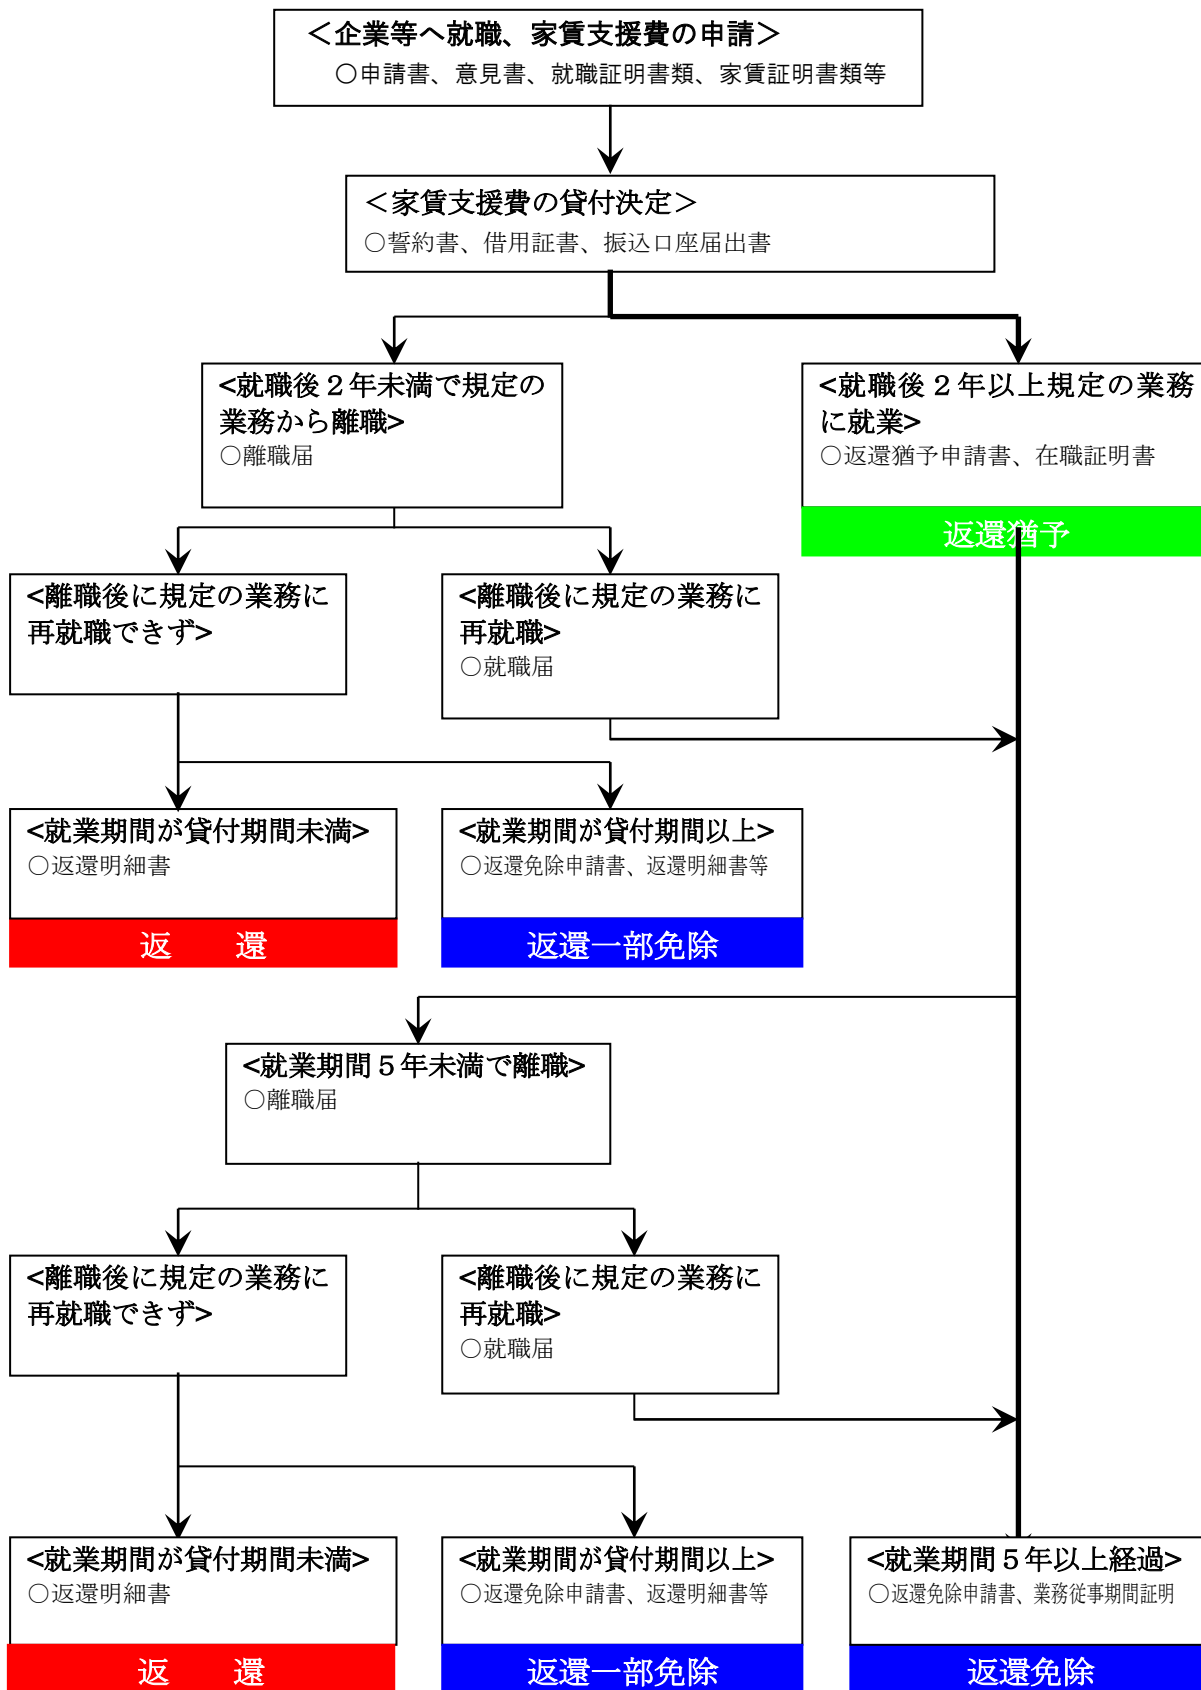 ＜企業等へ就職、家賃支援費の申請＞
○申請書、意見書、就職証明書類、家賃証明書類等
＜家賃支援費の貸付決定＞
○誓約書、借用証書、振込口座届出書
<就職後２年未満で規定の
業務から離職>
○離職届
<就職後２年以上規定の業務
に就業>
○返還猶予申請書、在職証明書
返還猶予
<離職後に規定の業務に
再就職できず>
<離職後に規定の業務に
再就職>
○就職届
<就業期間が貸付期間未満>
○返還明細書
返　　還
<就業期間が貸付期間以上>
○返還免除申請書、返還明細書等
返還一部免除
<就業期間５年未満で離職>
○離職届
<離職後に規定の業務に
再就職できず>
<離職後に規定の業務に
再就職>
○就職届
<就業期間が貸付期間未満>
○返還明細書
返　　還
<就業期間が貸付期間以上>
○返還免除申請書、返還明細書等
返還一部免除
<就業期間５年以上経過>
○返還免除申請書、業務従事期間証明
返還免除